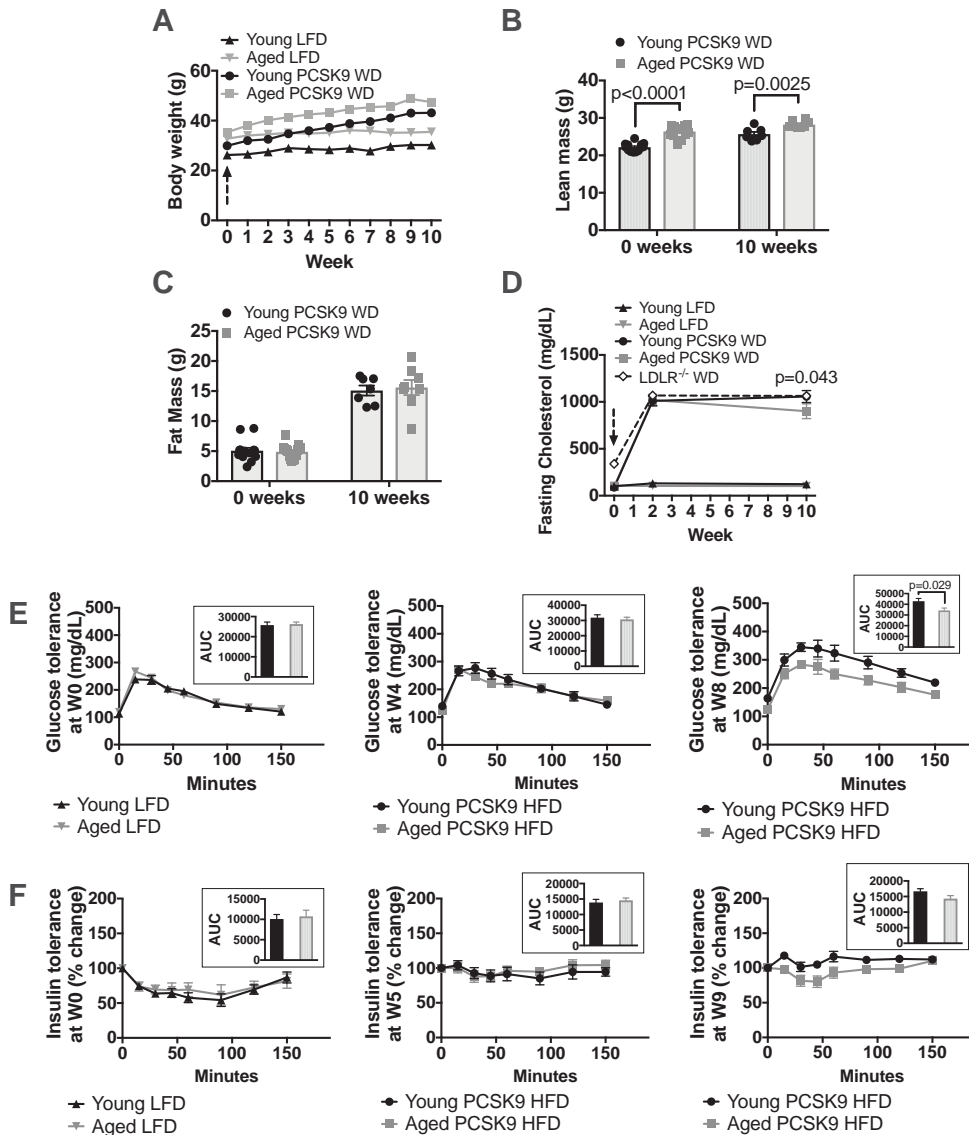 A
Young LFD
Aged LFD
Young PCSK9 WD
Aged PCSK9 WD
Body weight (g)
60
40
20
0
0 1 2 3 4 5 6 7 8 9 10
Week
B
Young PCSK9 WD
Aged PCSK9 WD
p<0.0001
p=0.0025
Lean mass (g)
40
30
20
10
0
0 weeks 10 weeks
C
Young PCSK9 WD
Aged PCSK9 WD
Fat Mass (g)
25
20
15
10
5
0
0 weeks 10 weeks
D
Young LFD
Aged LFD
Young PCSK9 WD
Aged PCSK9 WD
LDLR-/- WD
p=0.043
Fasting Cholesterol (mg/dL)
1500
1000
500
0
0 1 2 3 4 5 6 7 8 9 10
Week
E
Glucose tolerance
at W0 (mg/dL)
500
400
300
200
100
0
AUC
30000
20000
10000
0
0 50 100 150
Minutes
Young LFD
Aged LFD
Glucose tolerance
at W4 (mg/dL)
500
400
300
200
100
0
AUC
40000
30000
20000
10000
0
0 50 100 150
Minutes
Young PCSK9 HFD
Aged PCSK9 HFD
Glucose tolerance
at W8 (mg/dL)
500
400
300
200
100
0
p=0.029
AUC
50000
40000
30000
20000
10000
0
0 50 100 150
Minutes
Young PCSK9 HFD
Aged PCSK9 HFD
F
Insulin tolerance
at W0 (% change)
200
150
100
50
0
AUC
15000
10000
5000
0
0 50 100 150
Minutes
Young LFD
Aged LFD
Insulin tolerance
at W5 (% change)
200
150
100
50
0
AUC
20000
15000
10000
5000
0
0 50 100 150
Minutes
Young PCSK9 HFD
Aged PCSK9 HFD
Insulin tolerance
at W9 (% change)
200
150
100
50
0
AUC
20000
15000
10000
5000
0
0 50 100 150
Minutes
Young PCSK9 HFD
Aged PCSK9 HFD